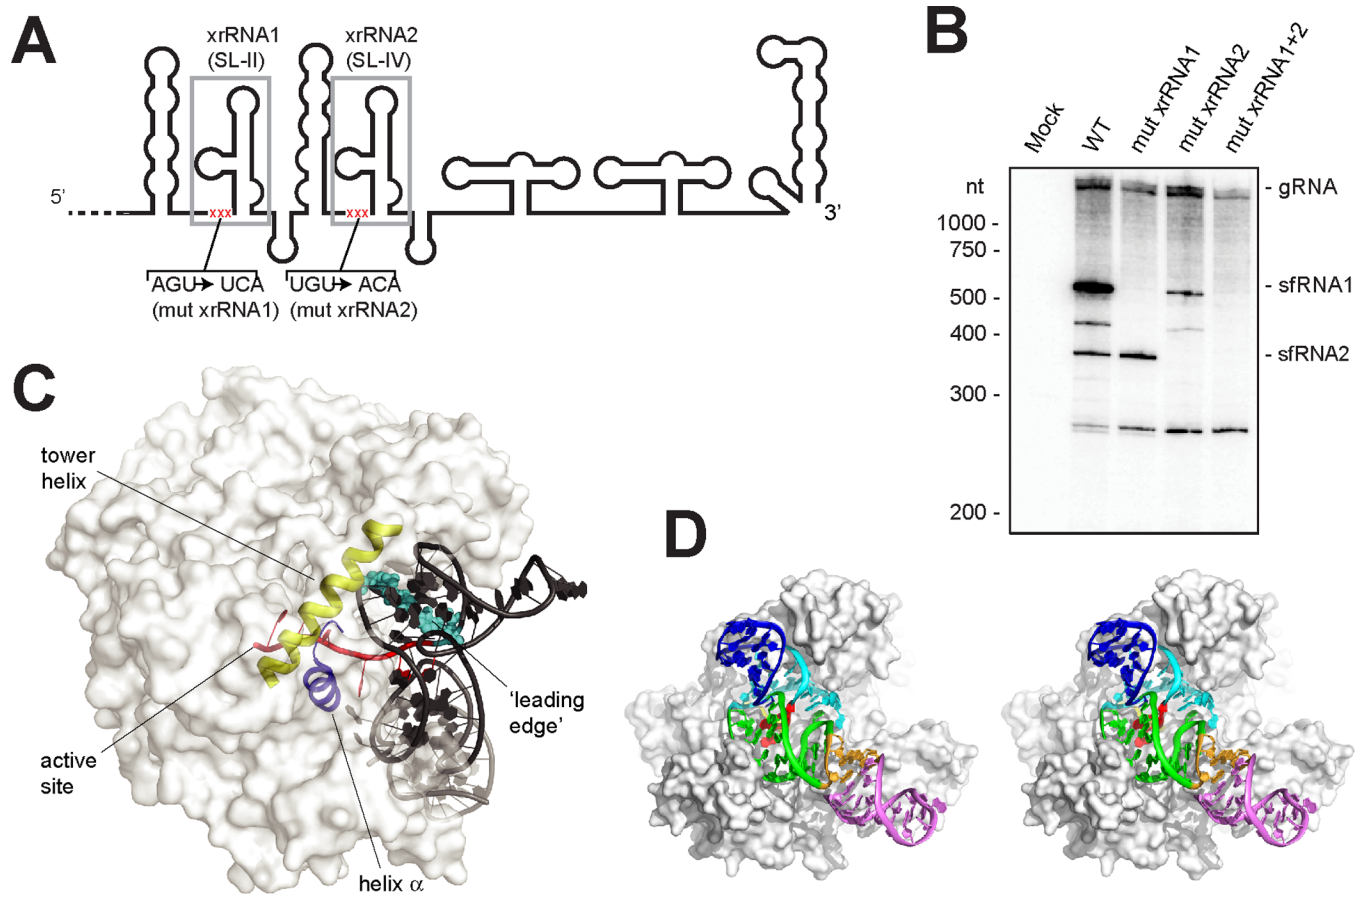 A
xrRNA1
(SL-II)
xrRNA2
(SL-IV)
5’
xxx
xxx
3’
AGU→UCA
(mut xrRNA1)
UGU→ACA
(mut xrRNA2)
B
Mock
WT
mut xrRNA1
mut xrRNA2
mut xrRNA1+2
nt
1000 -
750 -
500 -
400 -
300 -
200 -
- gRNA
- sfRNA1
- sfRNA2
C
tower
helix
active
site
helix α
‘leading
edge’
D